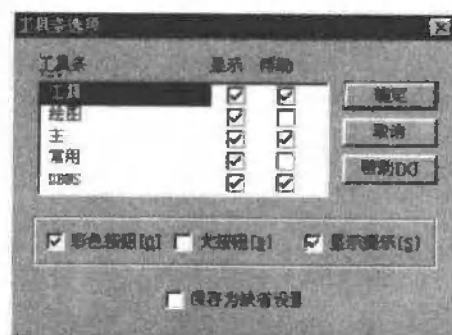 工具条选项
工具条 显示 浮动
工具
绘图
主
常用
DBMS
确定
取消
帮助
彩色按钮[O] 大按钮[B] 显示提示[S]
保存为缺省设置